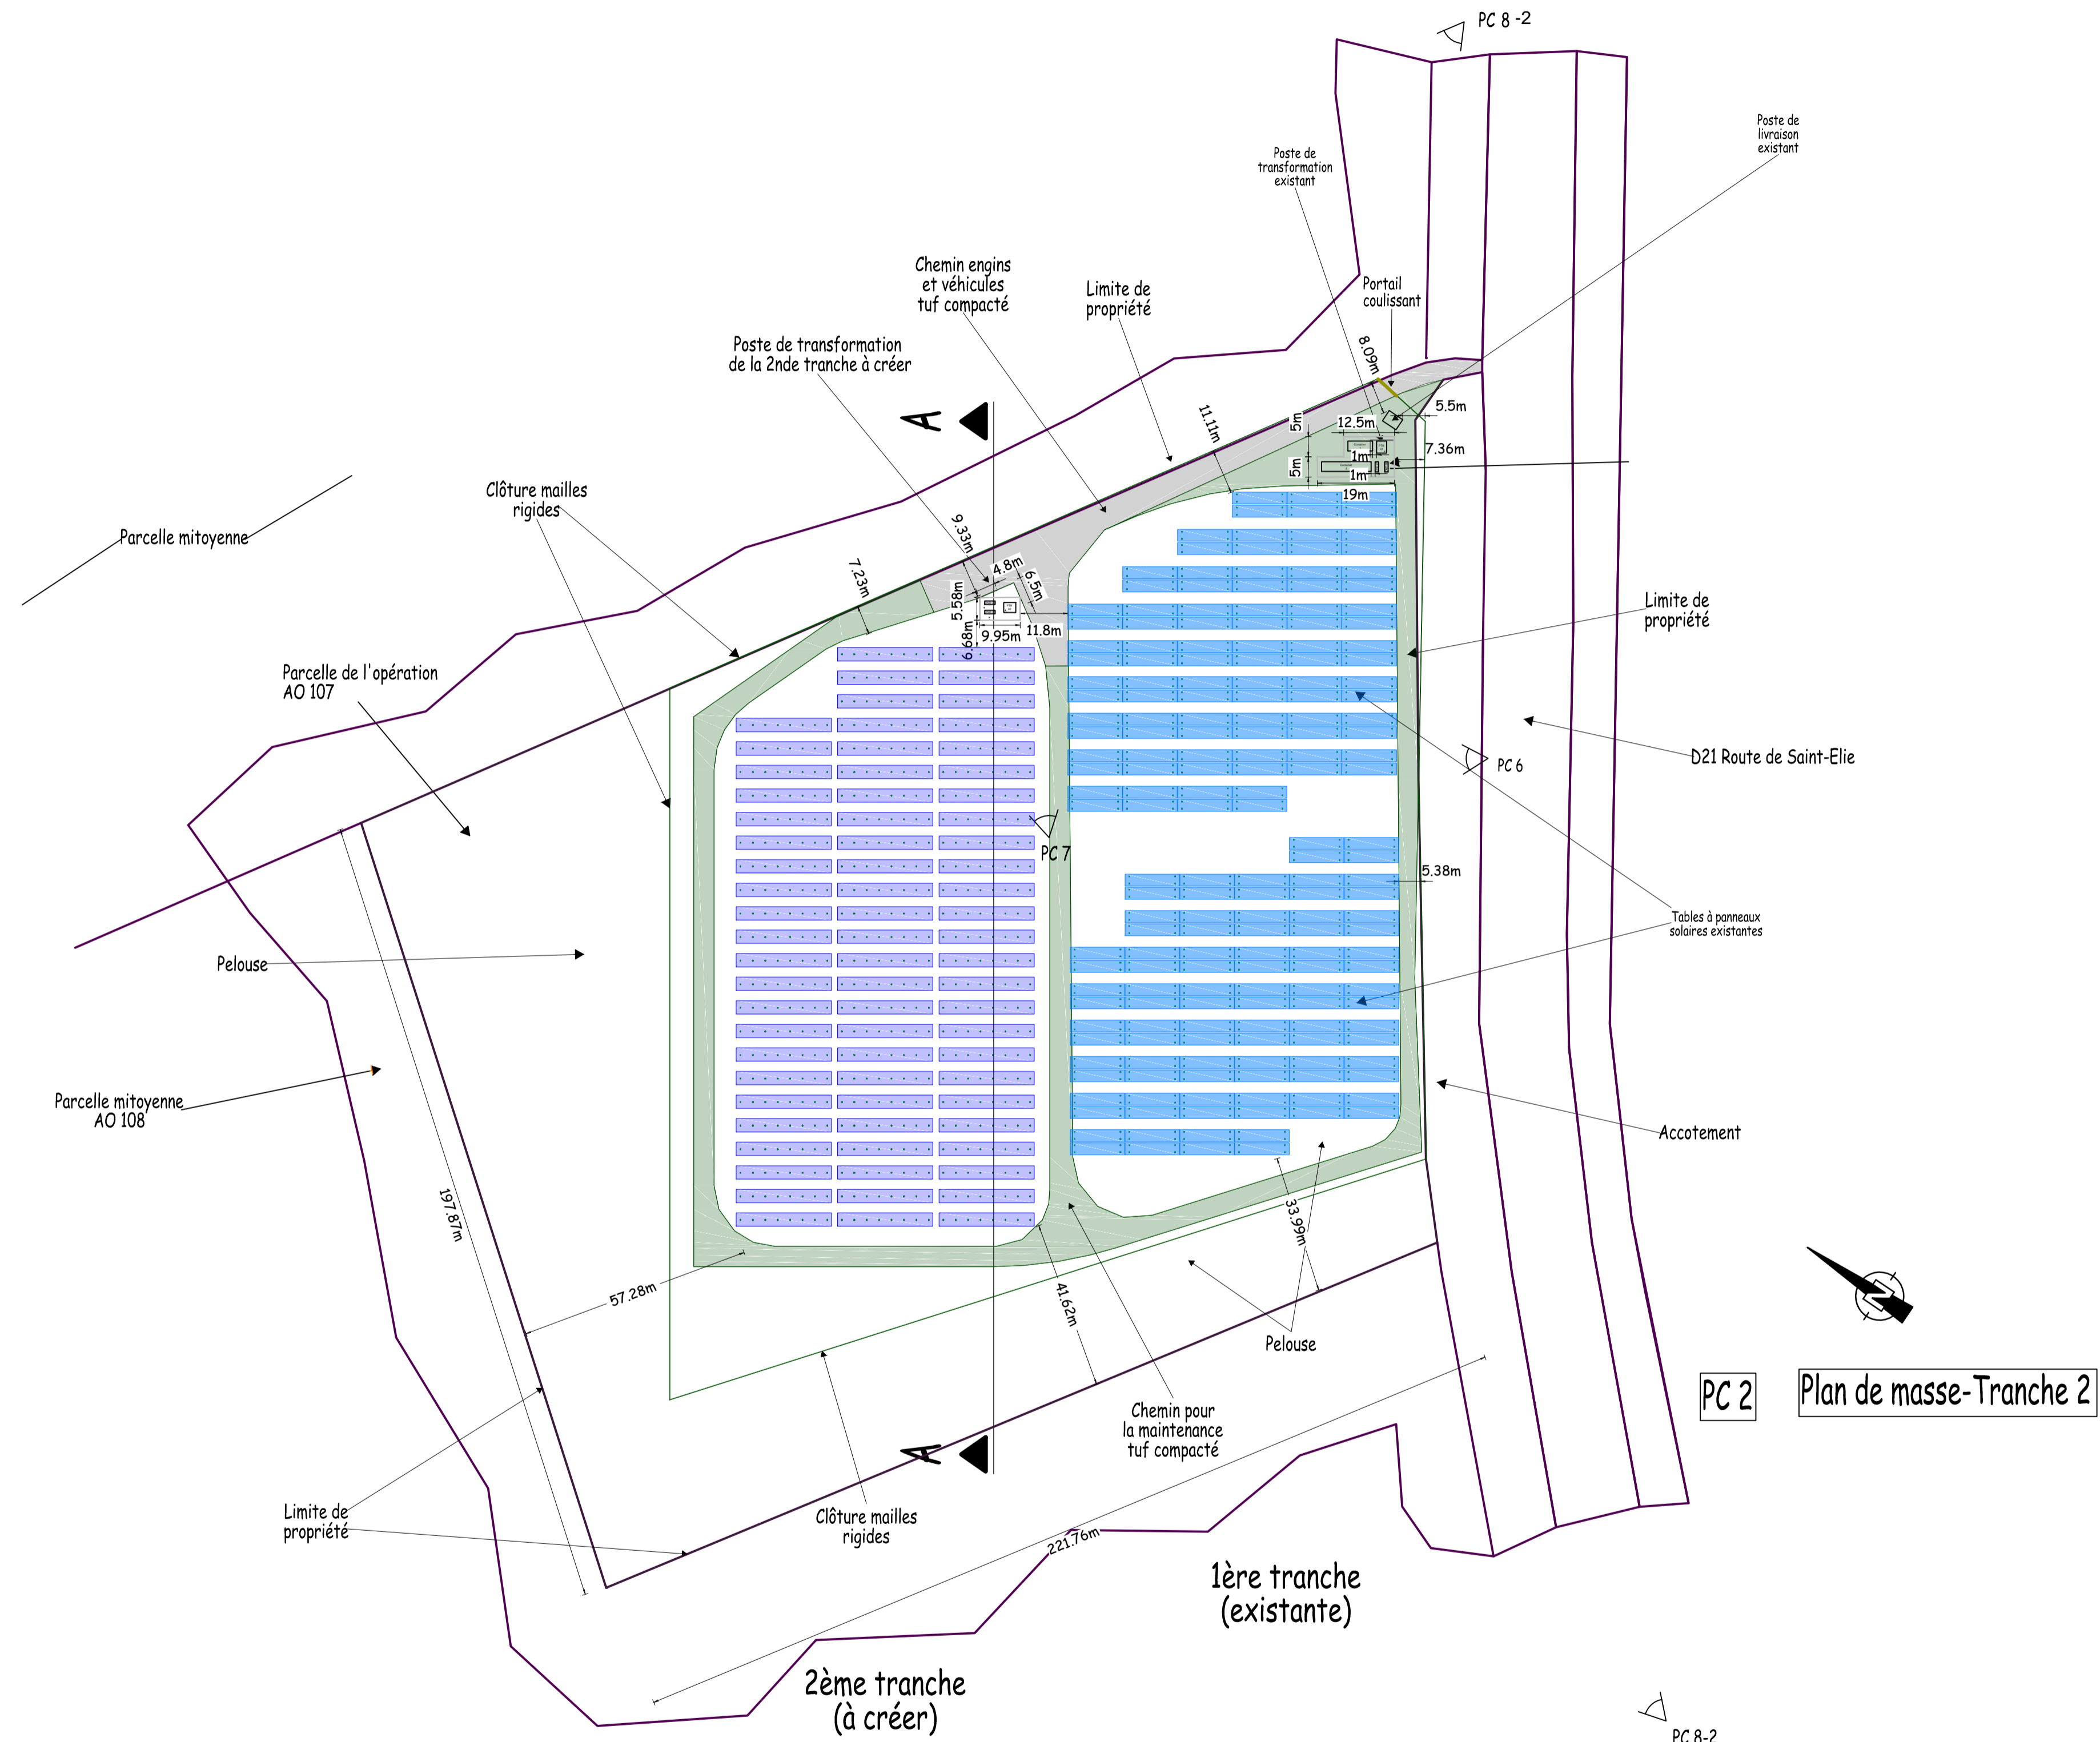 PC 8 -2
Poste de
livraison
existant
Poste de
transformation
existant
Chemin engins
et véhicules
tuf compacté
Limite de
propriété
Portail
coulissant
Poste de transformation
de la 2nde tranche à créer
8.09m
5.5m
A
11.11m
5m
12.5m
7.36m
1m
5m
1m
19m
Clôture mailles
rigides
Parcelle mitoyenne
9.33m
7.23m
4.8m
6.5m
5.58m
9.95m
11.8m
6.68m
Limite de
propriété
Parcelle de l'opération
AO 107
D21 Route de Saint-Elie
PC 6
PC 7
5.38m
Tables à panneaux
solaires existantes
Pelouse
Parcelle mitoyenne
AO 108
Accotement
197.87m
33.99m
57.28m
41.62m
N
Pelouse
PC 2
Plan de masse-Tranche 2
Chemin pour
la maintenance
tuf compacté
A
Limite de
propriété
Clôture mailles
rigides
221.76m
1ère tranche
(existante)
2ème tranche
(à créer)
PC 8-2